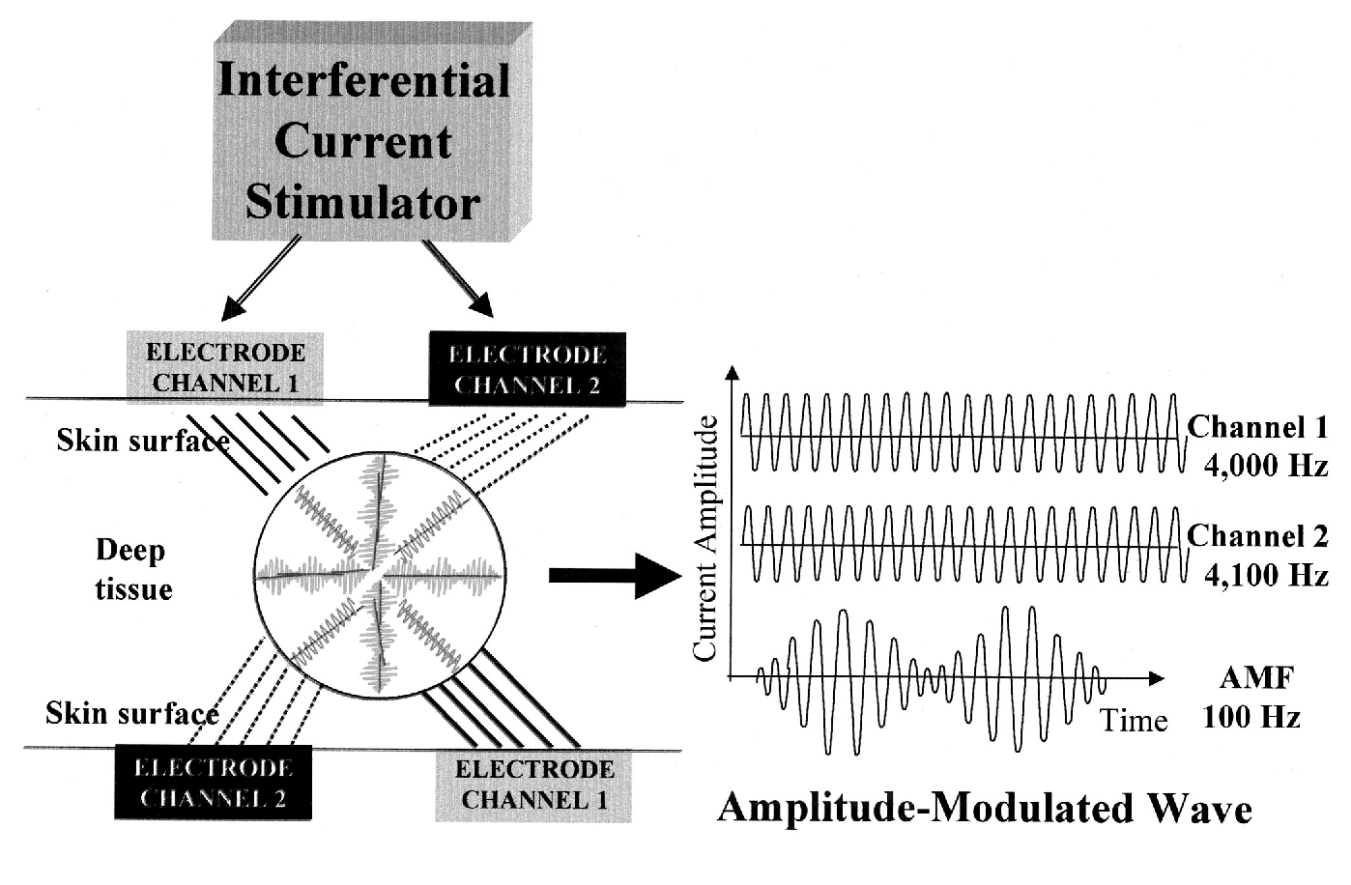 Interferential
Current
Stimulator
ELECTRODE
CHANNEL 1
ELECTRODE
CHANNEL 2
Skin surface
Deep
tissue
Skin surface
ELECTRODE
CHANNEL 2
ELECTRODE
CHANNEL 1
Current Amplitude
Channel 1
4,000 Hz
Channel 2
4,100 Hz
AMF
100 Hz
Time
Amplitude-Modulated Wave